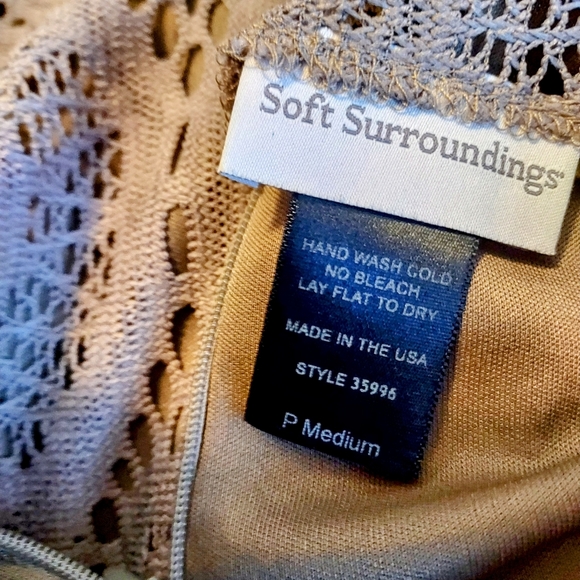 Soft Surroundings
HAND WASH COLD
NO BLEACH
LAY FLAT TO DRY
MADE IN THE USA
STYLE 35996
P Medium